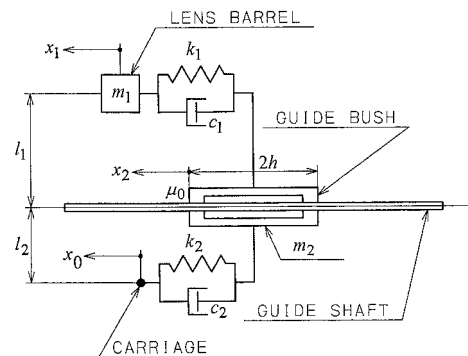 LENS BARREL
x₁
k₁
m₁
c₁
GUIDE BUSH
l₁
x₂
2h
μ₀
l₂
k₂
m₂
x₀
c₂
GUIDE SHAFT
CARRIAGE